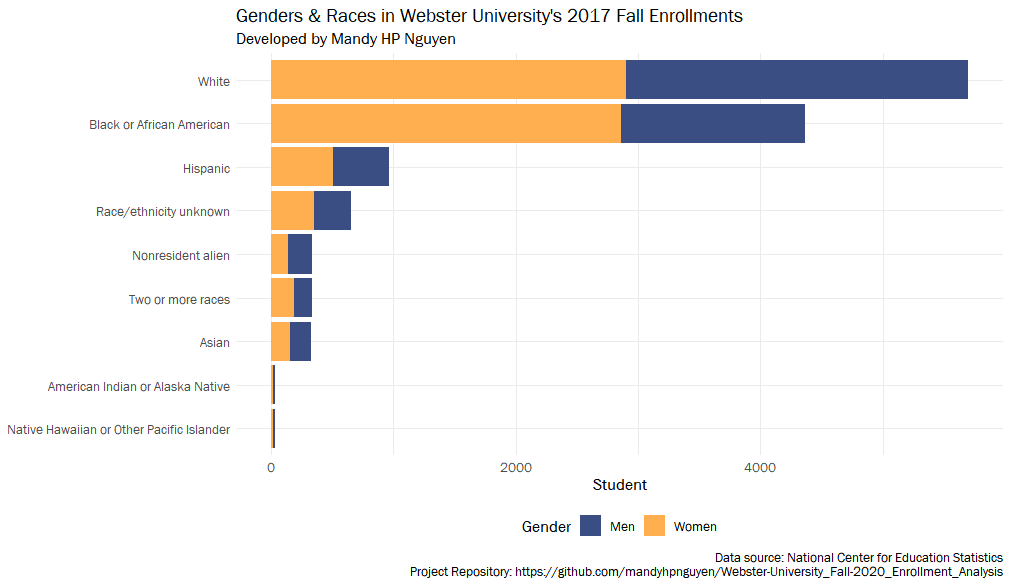 Genders & Races in Webster University's 2017 Fall Enrollments
Developed by Mandy HP Nguyen
White
Black or African American
Hispanic
Race/ethnicity unknown
Nonresident alien
Two or more races
Asian
American Indian or Alaska Native
Native Hawaiian or Other Pacific Islander
0 2000 4000
Student
Gender Men Women
Data source: National Center for Education Statistics
Project Repository: https://github.com/mandyhpnguyen/Webster-University_Fall-2020_Enrollment_Analysis